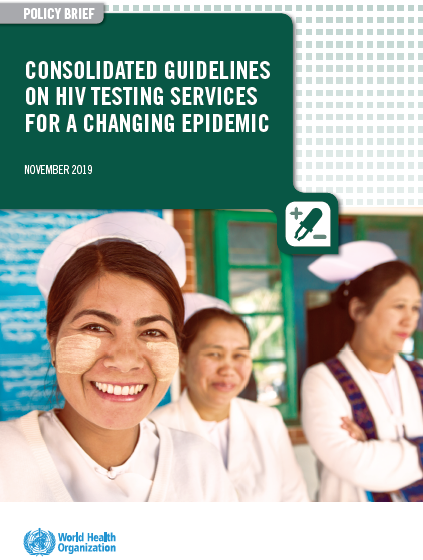 POLICY BRIEF
CONSOLIDATED GUIDELINES
ON HIV TESTING SERVICES
FOR A CHANGING EPIDEMIC
NOVEMBER 2019
World Health
Organization